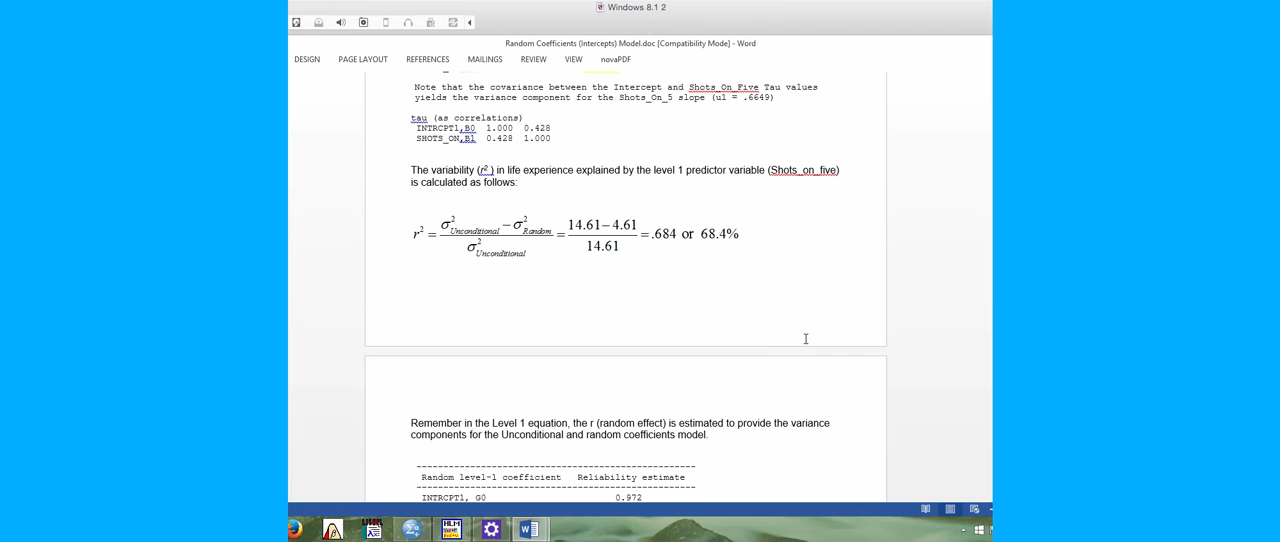 Windows 8.1 2
Random Coefficients (Intercepts) Model.doc [Compatibility Mode] - Word
DESIGN PAGE LAYOUT REFERENCES MAILINGS REVIEW VIEW novaPDF
Note that the covariance between the Intercept and Shots_On_Five Tau values
yields the variance component for the Shots_On_5 slope (u1 = .6649)
tau (as correlations)
INTRCPT1,B0 1.000 0.428
SHOTS_ON,B1 0.428 1.000
The variability (r²) in life experience explained by the level 1 predictor variable (Shots_on_five)
is calculated as follows:
r² = (σ²Unconditional − σ²Random) / σ²Unconditional = (14.61 − 4.61) / 14.61 = .684 or 68.4%
Remember in the Level 1 equation, the r (random effect) is estimated to provide the variance
components for the Unconditional and random coefficients model.
----------------------------------------------------
Random level-1 coefficient Reliability estimate
----------------------------------------------------
INTRCPT1, G0 0.972
HLM